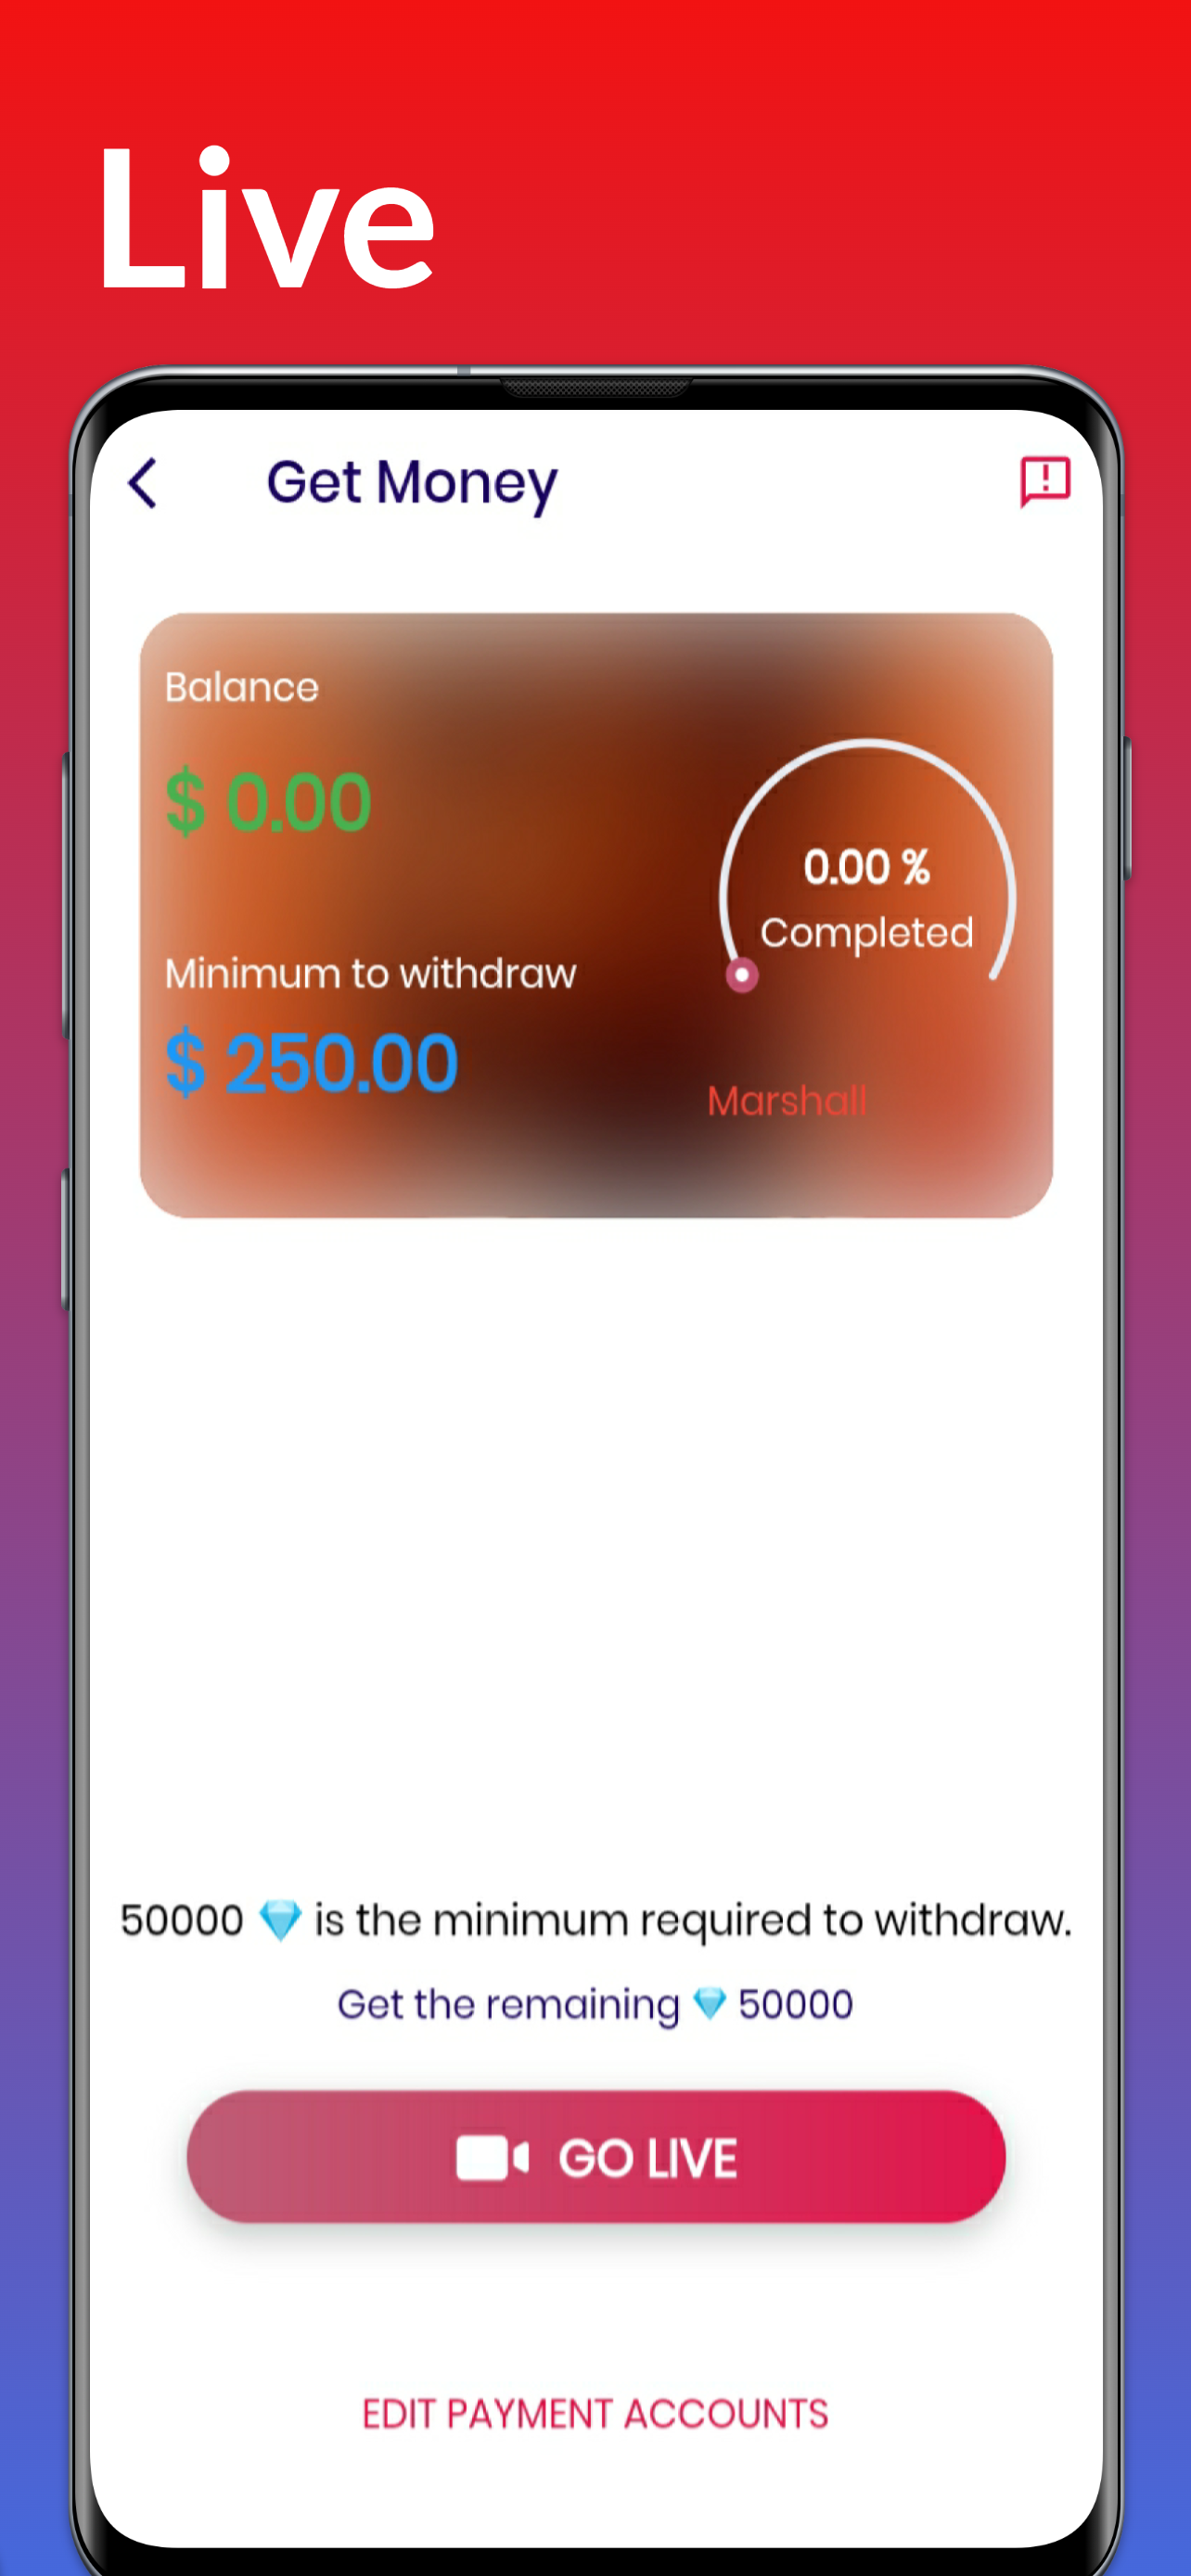 Live
Get Money
Balance
$ 0.00
0.00 %
Completed
Minimum to withdraw
$ 250.00
Marshall
50000 💎 is the minimum required to withdraw.
Get the remaining 💎 50000
GO LIVE
EDIT PAYMENT ACCOUNTS